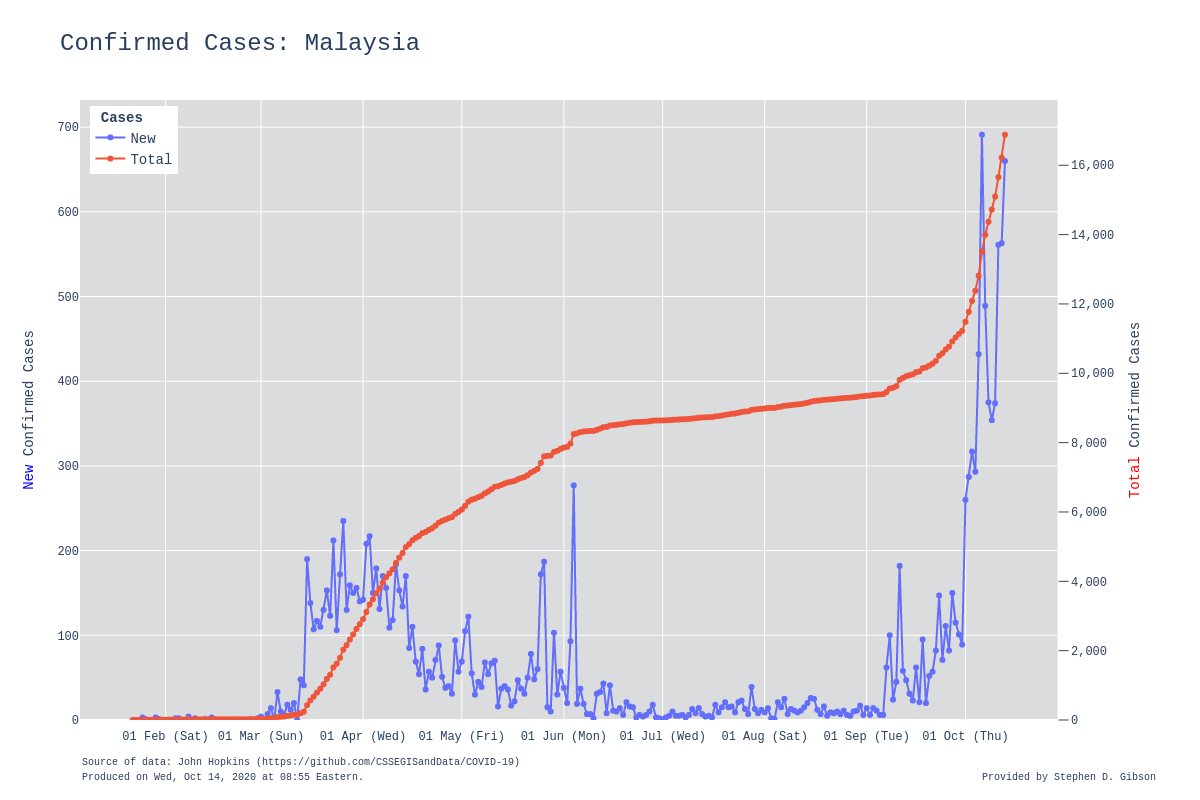 Confirmed Cases: Malaysia
Cases
New
Total
700
600
500
400
300
200
100
0
New Confirmed Cases
16,000
14,000
12,000
10,000
8,000
6,000
4,000
2,000
0
Total Confirmed Cases
01 Feb (Sat) 01 Mar (Sun) 01 Apr (Wed) 01 May (Fri) 01 Jun (Mon) 01 Jul (Wed) 01 Aug (Sat) 01 Sep (Tue) 01 Oct (Thu)
Source of data: John Hopkins (https://github.com/CSSEGISandData/COVID-19)
Produced on Wed, Oct 14, 2020 at 08:55 Eastern.
Provided by Stephen D. Gibson